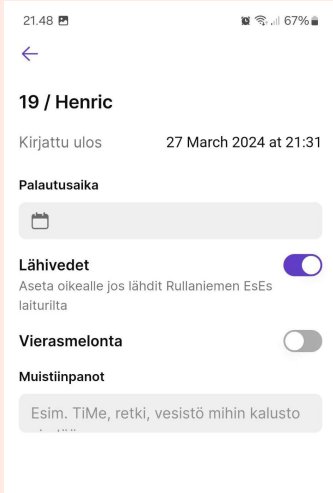 21.48 67%
19 / Henric
Kirjattu ulos 27 March 2024 at 21:31
Palautusaika
Lähivedet
Aseta oikealle jos lähdit Rullaniemen EsEs
laiturilta
Vierasmelonta
Muistiinpanot
Esim. TiMe, retki, vesistö mihin kalusto